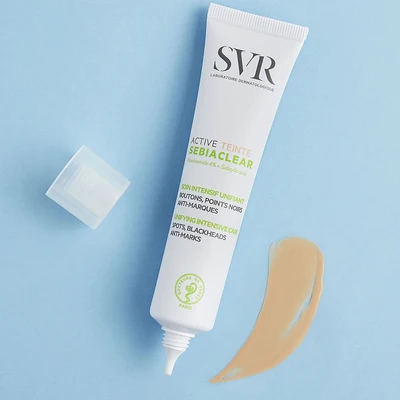 SVR
LABORATOIRE DERMATOLOGIQUE
ACTIVE TEINTE
SEBIACLEAR
SOIN INTENSIF UNIFIANT
BOUTONS, POINTS NOIRS
ANTI-MARQUES
UNIFYING INTENSIVE CARE
SPOTS, BLACKHEADS
ANTI-MARKS
PARIS